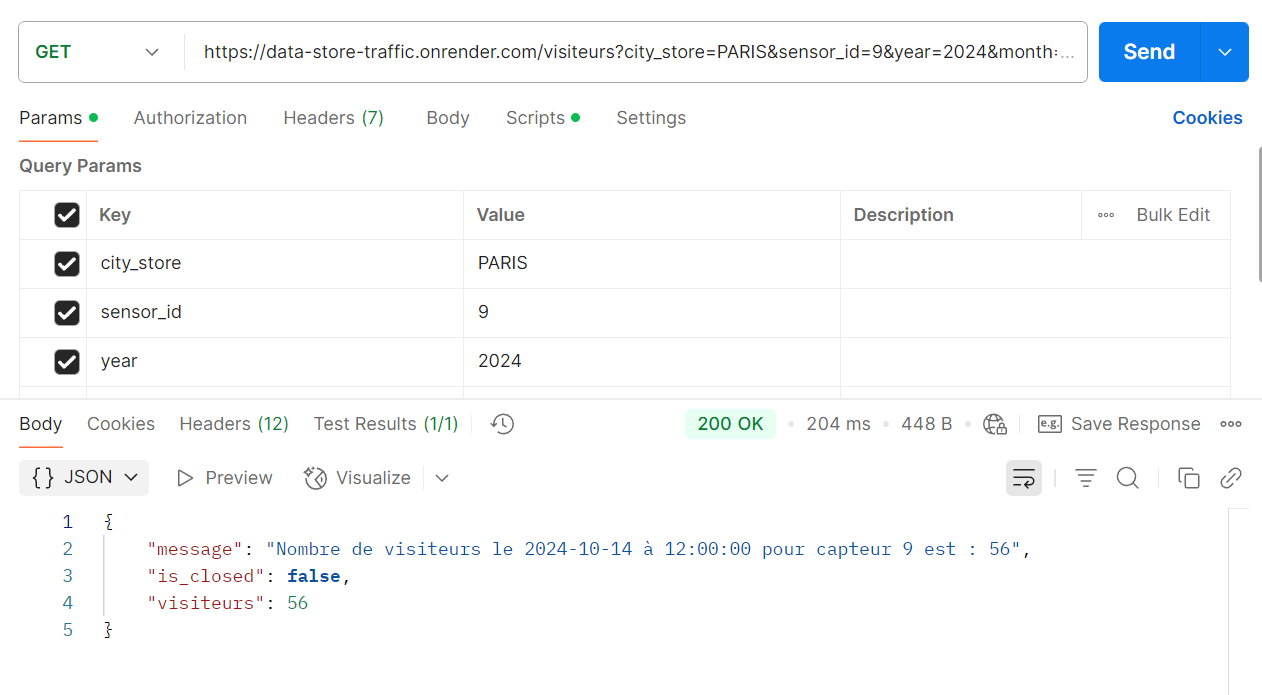 GET https://data-store-traffic.onrender.com/visiteurs?city_store=PARIS&sensor_id=9&year=2024&month=... Send
Params Authorization Headers (7) Body Scripts Settings Cookies
Query Params
Key Value Description Bulk Edit
city_store PARIS
sensor_id 9
year 2024
Body Cookies Headers (12) Test Results (1/1) 200 OK 204 ms 448 B e.g. Save Response
{} JSON Preview Visualize
1 {
2 "message": "Nombre de visiteurs le 2024-10-14 à 12:00:00 pour capteur 9 est : 56",
3 "is_closed": false,
4 "visiteurs": 56
5 }